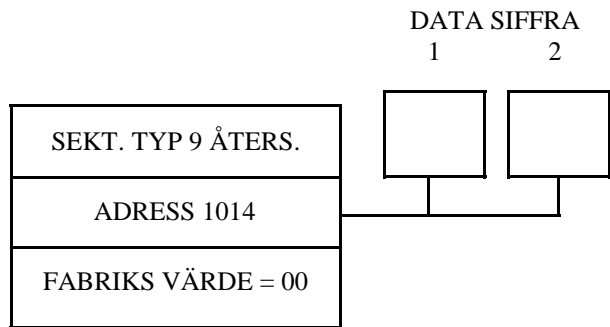 DATA SIFFRA
1 2
SEKT. TYP 9 ÅTERS.
ADRESS 1014
FABRIKS VÄRDE = 00